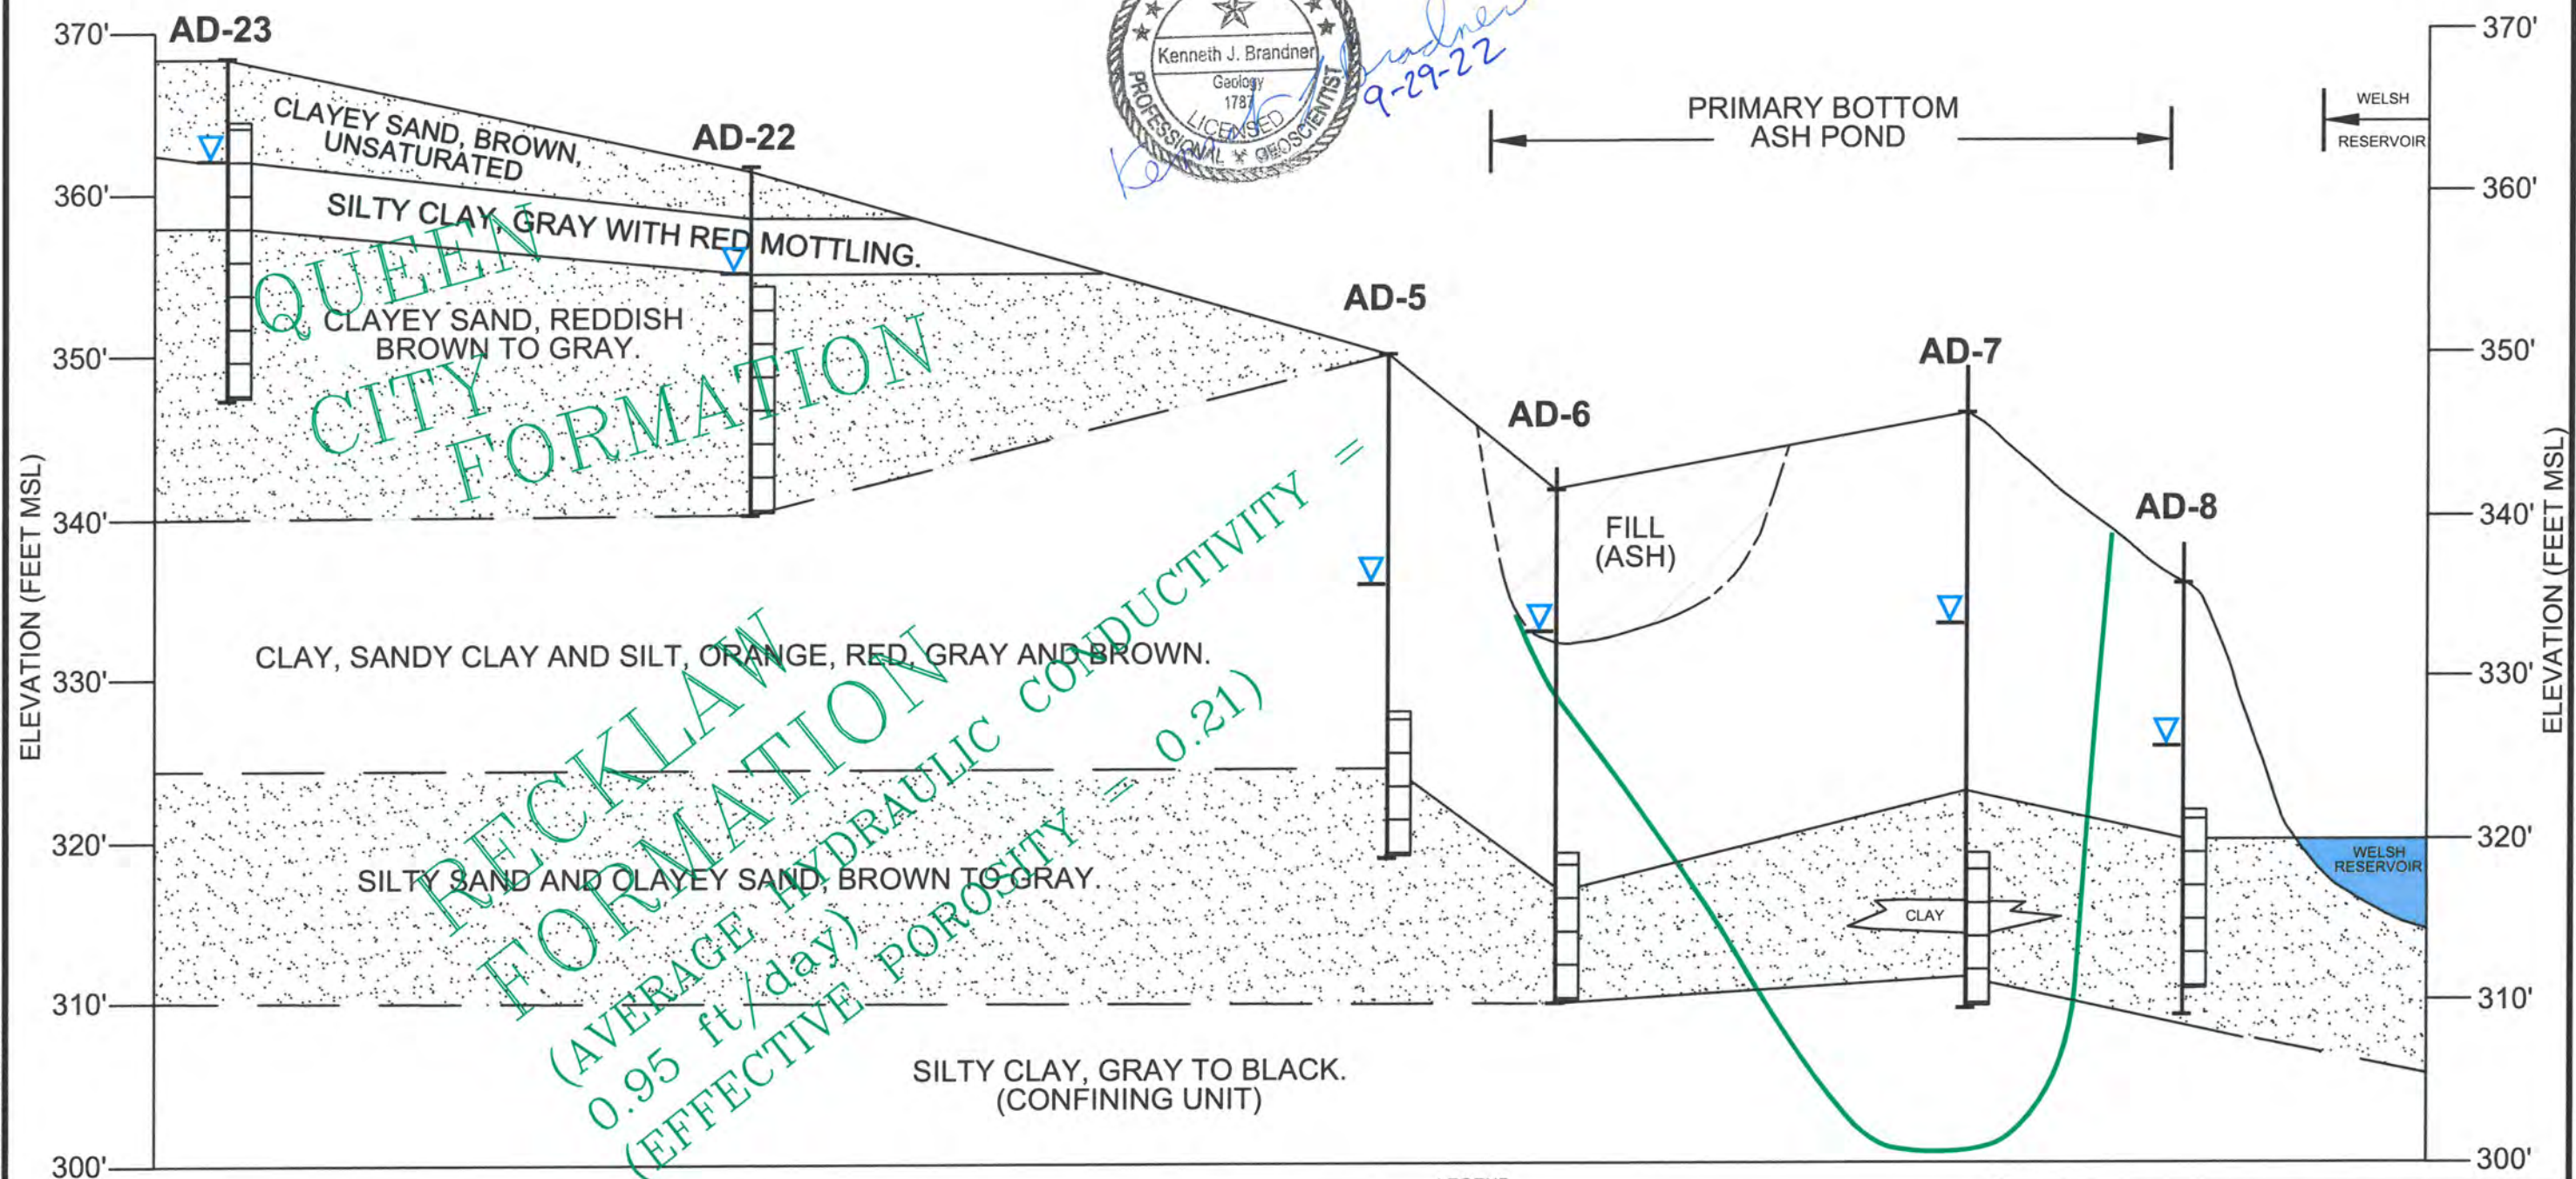 370'
AD-23
Kenneth J. Brandner
Geology
1787
LICENSED
PROFESSIONAL GEOSCIENTIST
9-29-22
370'
CLAYEY SAND, BROWN,
UNSATURATED
AD-22
PRIMARY BOTTOM
ASH POND
WELSH
RESERVOIR
360'
360'
SILTY CLAY, GRAY WITH RED MOTTLING.
QUEEN
CITY
FORMATION
CLAYEY SAND, REDDISH
BROWN TO GRAY.
350'
AD-5
AD-6
AD-7
AD-8
350'
ELEVATION (FEET MSL)
ELEVATION (FEET MSL)
340'
340'
FILL
(ASH)
CLAY, SANDY CLAY AND SILT, ORANGE, RED, GRAY AND BROWN.
330'
330'
RECKLAW
FORMATION
(AVERAGE HYDRAULIC CONDUCTIVITY =
0.95 ft/day)
(EFFECTIVE POROSITY = 0.21)
320'
320'
WELSH
RESERVOIR
SILTY SAND AND CLAYEY SAND, BROWN TO GRAY.
CLAY
310'
310'
SILTY CLAY, GRAY TO BLACK.
(CONFINING UNIT)
300'
300'